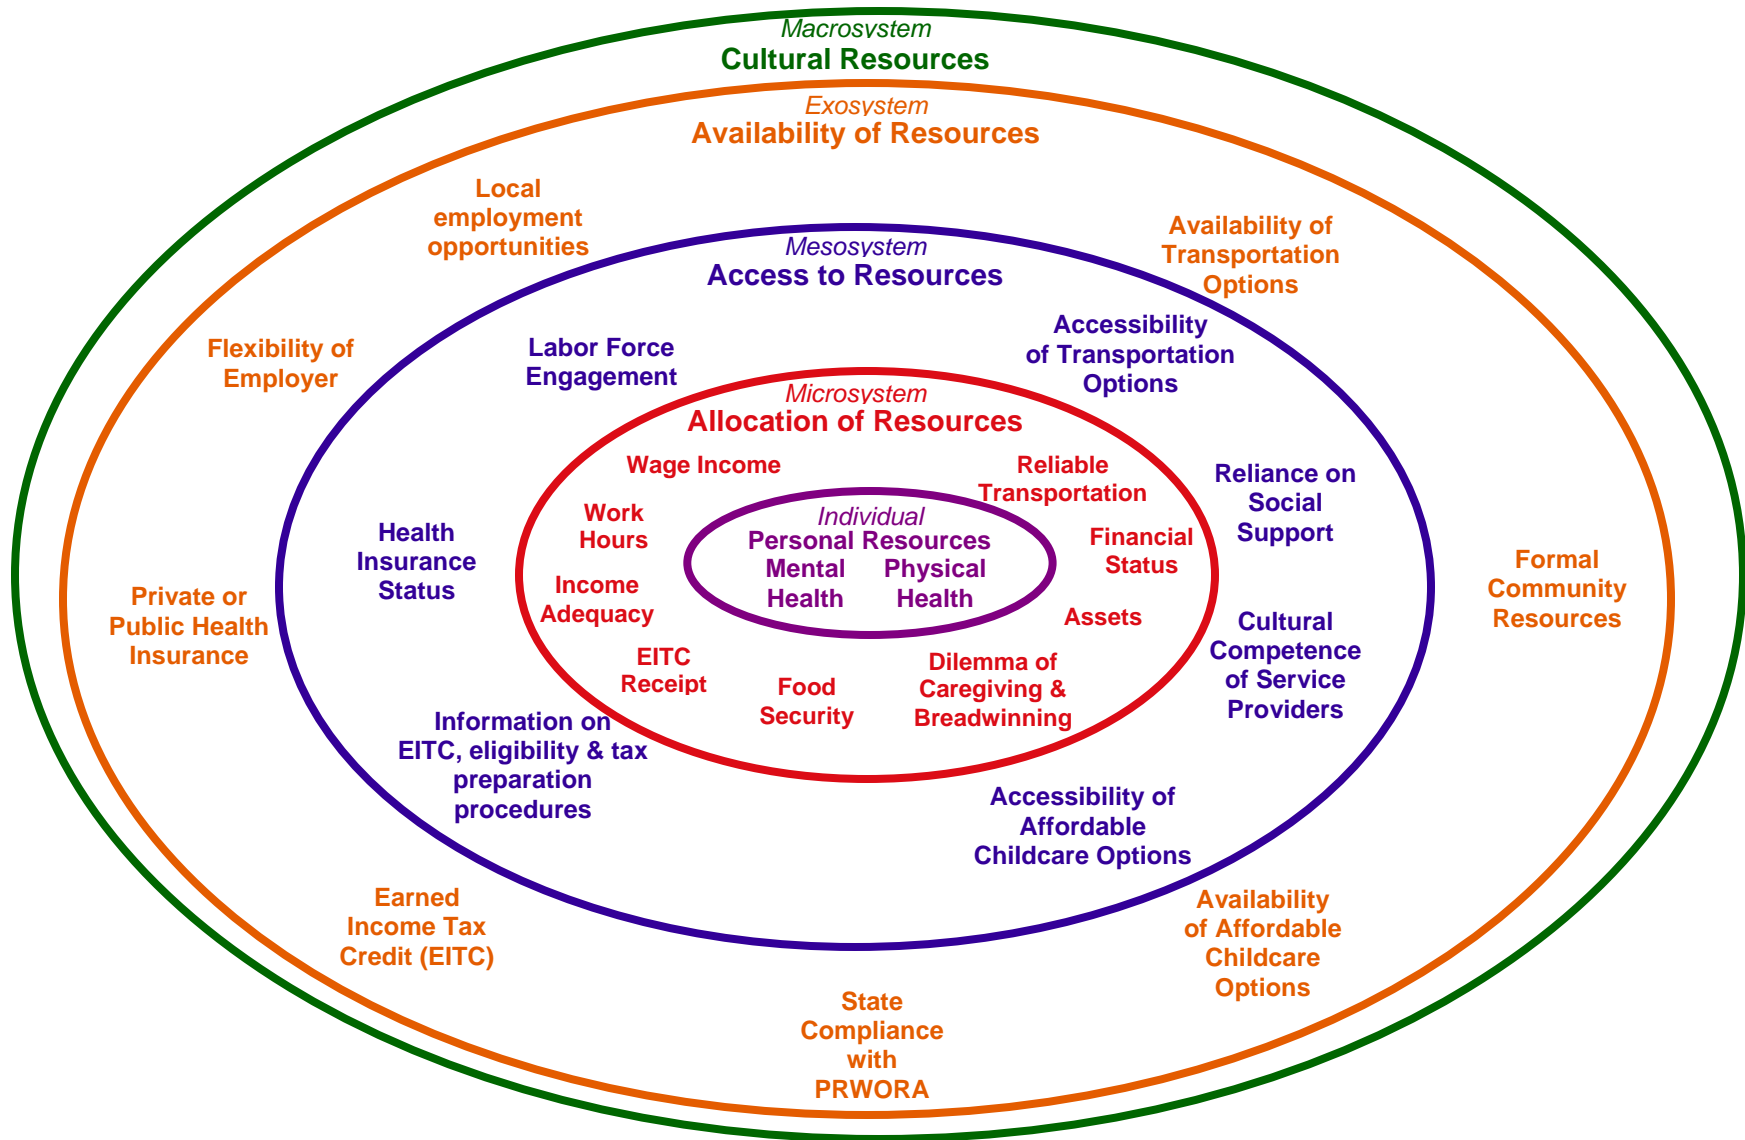 Macrosystem
Cultural Resources
Exosystem
Availability of Resources
Local
employment
opportunities
Availability of
Transportation
Options
Flexibility of
Employer
Private or
Public Health
Insurance
Formal
Community
Resources
Earned
Income Tax
Credit (EITC)
State
Compliance
with
PRWORA
Availability
of Affordable
Childcare
Options
Mesosystem
Access to Resources
Labor Force
Engagement
Accessibility
of Transportation
Options
Health
Insurance
Status
Reliance on
Social
Support
Cultural
Competence
of Service
Providers
Information on
EITC, eligibility & tax
preparation
procedures
Accessibility of
Affordable
Childcare Options
Microsystem
Allocation of Resources
Wage Income
Reliable
Transportation
Work
Hours
Financial
Status
Income
Adequacy
Assets
EITC
Receipt
Food
Security
Dilemma of
Caregiving &
Breadwinning
Individual
Personal Resources
Mental
Health
Physical
Health